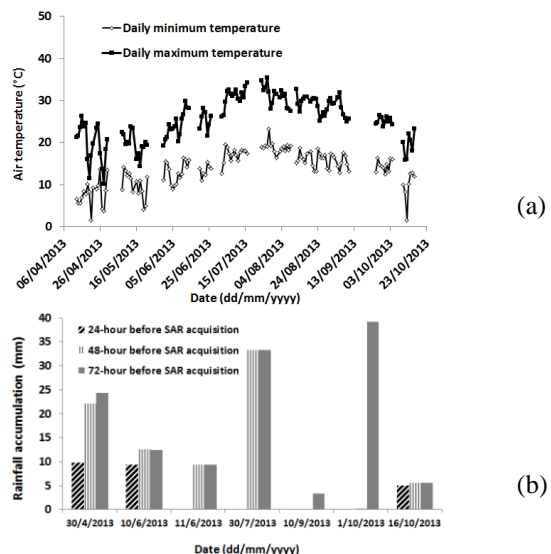 50
40
30
20
10
0
Air temperature (°C)
Daily minimum temperature
Daily maximum temperature
06/04/2013
26/04/2013
16/05/2013
05/06/2013
25/06/2013
15/07/2013
04/08/2013
24/08/2013
13/09/2013
03/10/2013
23/10/2013
Date (dd/mm/yyyy)
(a)
40
35
30
25
20
15
10
5
0
Rainfall accumulation (mm)
24-hour before SAR acquisition
48-hour before SAR acquisition
72-hour before SAR acquisition
30/4/2013 10/6/2013 11/6/2013 30/7/2013 10/9/2013 1/10/2013 16/10/2013
Date (dd/mm/yyyy)
(b)